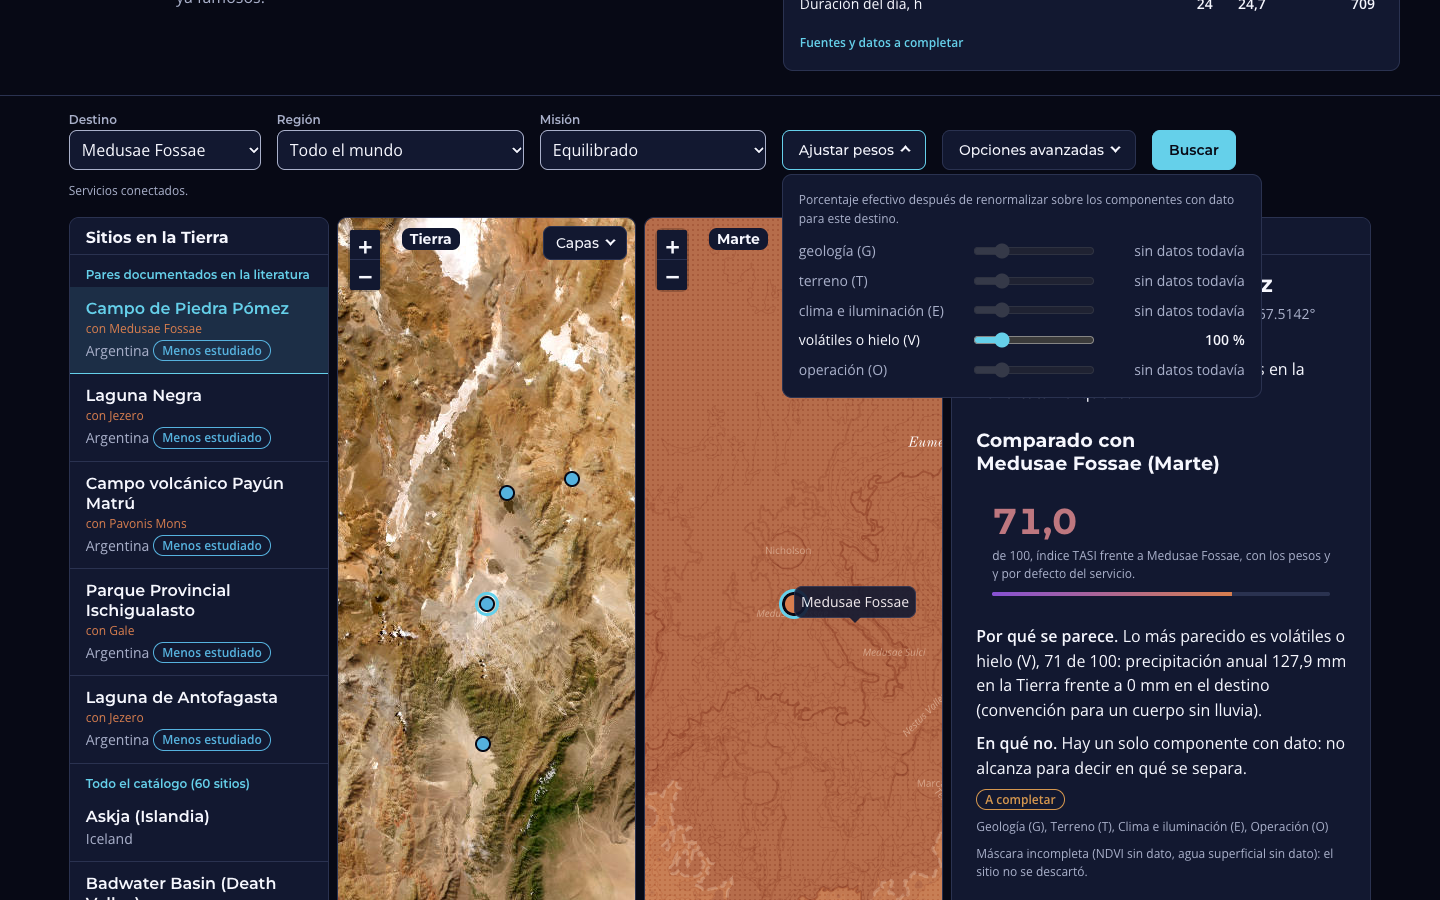 ya famosos.
Duración del día, h 24 24,7 709
Fuentes y datos a completar
Destino
Medusae Fossae
Región
Todo el mundo
Misión
Equilibrado
Ajustar pesos
Opciones avanzadas
Buscar
Servicios conectados.
Porcentaje efectivo después de renormalizar sobre los componentes con dato
para este destino.
geología (G) sin datos todavía
terreno (T) sin datos todavía
clima e iluminación (E) sin datos todavía
volátiles o hielo (V) 100 %
operación (O) sin datos todavía
Sitios en la Tierra
Pares documentados en la literatura
Campo de Piedra Pómez
con Medusae Fossae
Argentina Menos estudiado
Laguna Negra
con Jezero
Argentina Menos estudiado
Campo volcánico Payún
Matrú
con Pavonis Mons
Argentina Menos estudiado
Parque Provincial
Ischigualasto
con Gale
Argentina Menos estudiado
Laguna de Antofagasta
con Jezero
Argentina Menos estudiado
Todo el catálogo (60 sitios)
Askja (Islandia)
Iceland
Badwater Basin (Death
+
−
Tierra
Capas
+
−
Marte
Nicholson
Medusae Fossae
Medusae Sulci
z
67.5142°
s en la
Comparado con
Medusae Fossae (Marte)
71,0
de 100, índice TASI frente a Medusae Fossae, con los pesos y
γ por defecto del servicio.
Por qué se parece. Lo más parecido es volátiles o
hielo (V), 71 de 100: precipitación anual 127,9 mm
en la Tierra frente a 0 mm en el destino
(convención para un cuerpo sin lluvia).
En qué no. Hay un solo componente con dato: no
alcanza para decir en qué se separa.
A completar
Geología (G), Terreno (T), Clima e iluminación (E), Operación (O)
Máscara incompleta (NDVI sin dato, agua superficial sin dato): el
sitio no se descartó.